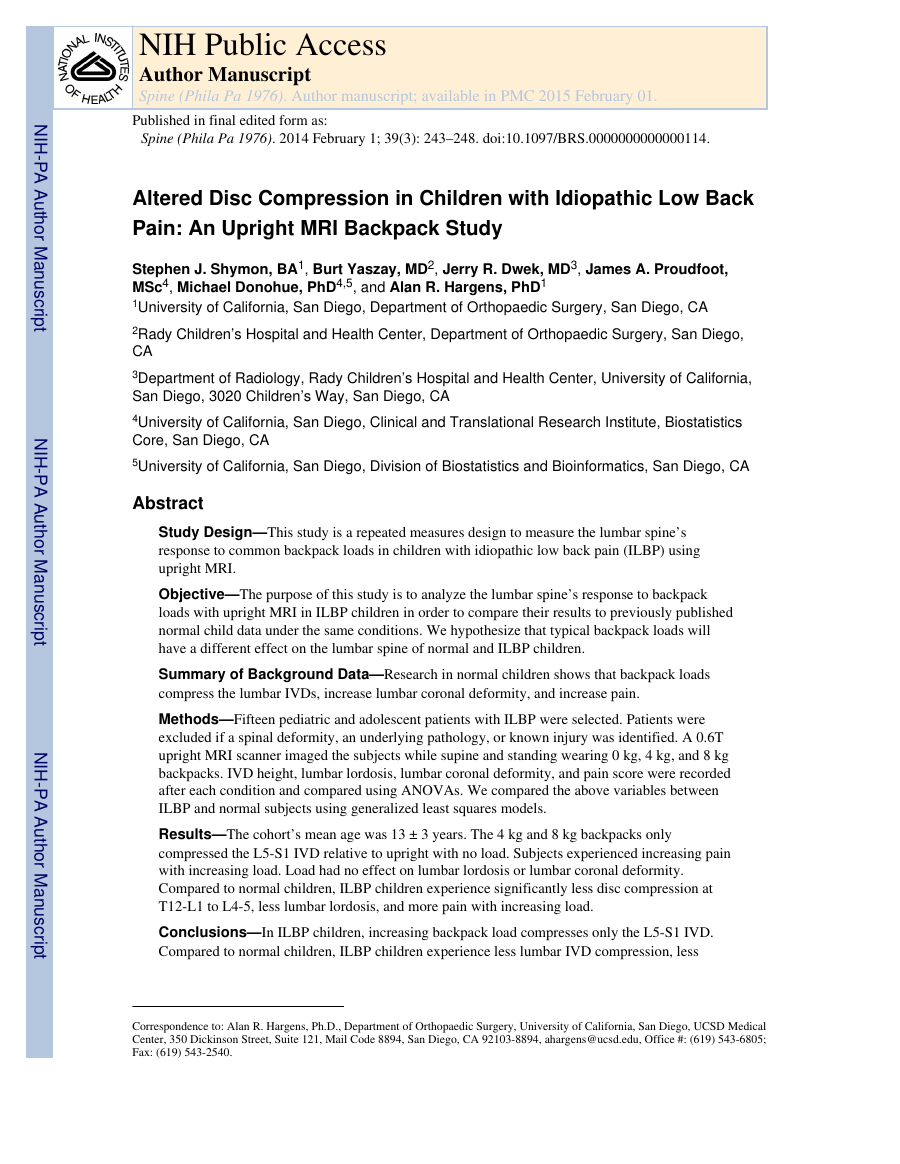 NATIONAL INSTITUTES OF HEALTH
NIH Public Access
Author Manuscript
Spine (Phila Pa 1976). Author manuscript; available in PMC 2015 February 01.
Published in final edited form as:
Spine (Phila Pa 1976). 2014 February 1; 39(3): 243–248. doi:10.1097/BRS.0000000000000114.
Altered Disc Compression in Children with Idiopathic Low Back
Pain: An Upright MRI Backpack Study
Stephen J. Shymon, BA1, Burt Yaszay, MD2, Jerry R. Dwek, MD3, James A. Proudfoot,
MSc4, Michael Donohue, PhD4,5, and Alan R. Hargens, PhD1
1University of California, San Diego, Department of Orthopaedic Surgery, San Diego, CA
2Rady Children's Hospital and Health Center, Department of Orthopaedic Surgery, San Diego,
CA
3Department of Radiology, Rady Children's Hospital and Health Center, University of California,
San Diego, 3020 Children's Way, San Diego, CA
4University of California, San Diego, Clinical and Translational Research Institute, Biostatistics
Core, San Diego, CA
5University of California, San Diego, Division of Biostatistics and Bioinformatics, San Diego, CA
Abstract
Study Design—This study is a repeated measures design to measure the lumbar spine's
response to common backpack loads in children with idiopathic low back pain (ILBP) using
upright MRI.
Objective—The purpose of this study is to analyze the lumbar spine's response to backpack
loads with upright MRI in ILBP children in order to compare their results to previously published
normal child data under the same conditions. We hypothesize that typical backpack loads will
have a different effect on the lumbar spine of normal and ILBP children.
Summary of Background Data—Research in normal children shows that backpack loads
compress the lumbar IVDs, increase lumbar coronal deformity, and increase pain.
Methods—Fifteen pediatric and adolescent patients with ILBP were selected. Patients were
excluded if a spinal deformity, an underlying pathology, or known injury was identified. A 0.6T
upright MRI scanner imaged the subjects while supine and standing wearing 0 kg, 4 kg, and 8 kg
backpacks. IVD height, lumbar lordosis, lumbar coronal deformity, and pain score were recorded
after each condition and compared using ANOVAs. We compared the above variables between
ILBP and normal subjects using generalized least squares models.
Results—The cohort's mean age was 13 ± 3 years. The 4 kg and 8 kg backpacks only
compressed the L5-S1 IVD relative to upright with no load. Subjects experienced increasing pain
with increasing load. Load had no effect on lumbar lordosis or lumbar coronal deformity.
Compared to normal children, ILBP children experience significantly less disc compression at
T12-L1 to L4-5, less lumbar lordosis, and more pain with increasing load.
Conclusions—In ILBP children, increasing backpack load compresses only the L5-S1 IVD.
Compared to normal children, ILBP children experience less lumbar IVD compression, less
Correspondence to: Alan R. Hargens, Ph.D., Department of Orthopaedic Surgery, University of California, San Diego, UCSD Medical
Center, 350 Dickinson Street, Suite 121, Mail Code 8894, San Diego, CA 92103-8894, ahargens@ucsd.edu, Office #: (619) 543-6805;
Fax: (619) 543-2540.
NIH-PA Author Manuscript
NIH-PA Author Manuscript
NIH-PA Author Manuscript